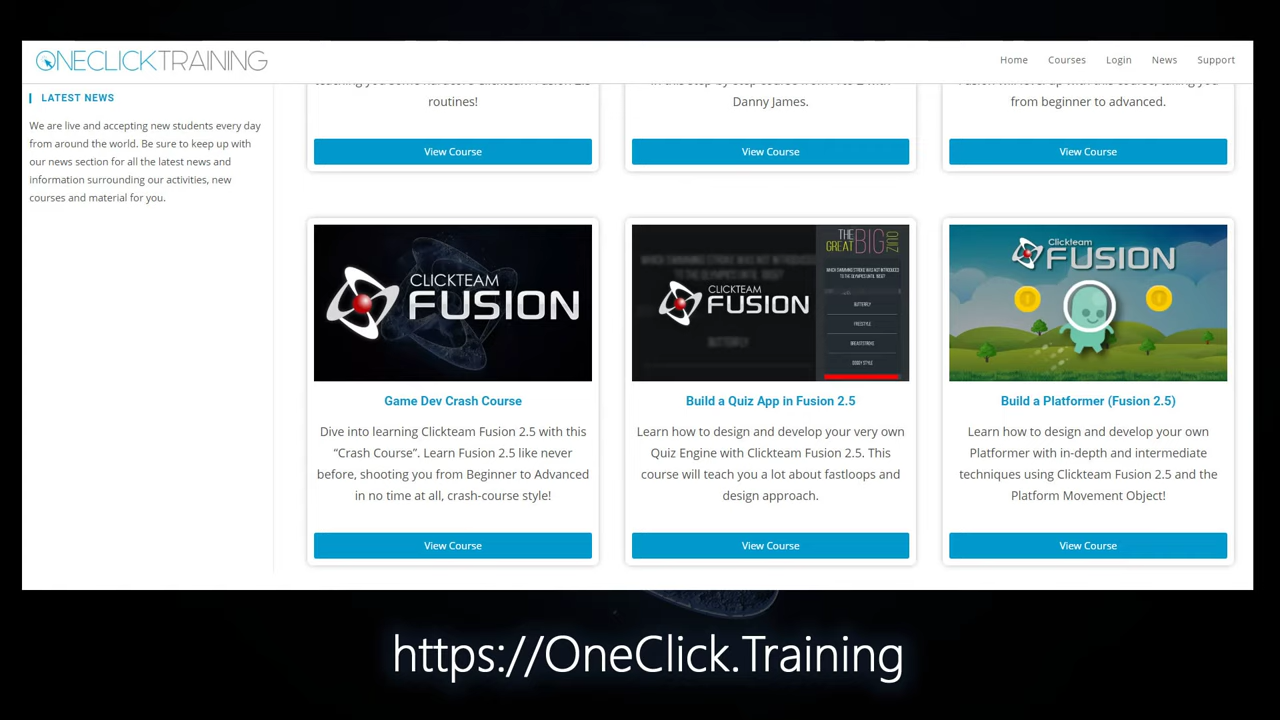 ONECLICKTRAINING
Home Courses Login News Support
LATEST NEWS
We are live and accepting new students every day
from around the world. Be sure to keep up with
our news section for all the latest news and
information surrounding our activities, new
courses and material for you.
routines!
View Course
Danny James.
View Course
from beginner to advanced.
View Course
CLICKTEAM
FUSION
Game Dev Crash Course
Dive into learning Clickteam Fusion 2.5 with this
“Crash Course”. Learn Fusion 2.5 like never
before, shooting you from Beginner to Advanced
in no time at all, crash-course style!
View Course
CLICKTEAM
FUSION
THE
GREAT BIG
QUIZ
BUTTERFLY
FREESTYLE
BREASTSTROKE
DOGGY STYLE
Build a Quiz App in Fusion 2.5
Learn how to design and develop your very own
Quiz Engine with Clickteam Fusion 2.5. This
course will teach you a lot about fastloops and
design approach.
View Course
Clickteam
FUSION
Build a Platformer (Fusion 2.5)
Learn how to design and develop your own
Platformer with in-depth and intermediate
techniques using Clickteam Fusion 2.5 and the
Platform Movement Object!
View Course
https://OneClick.Training